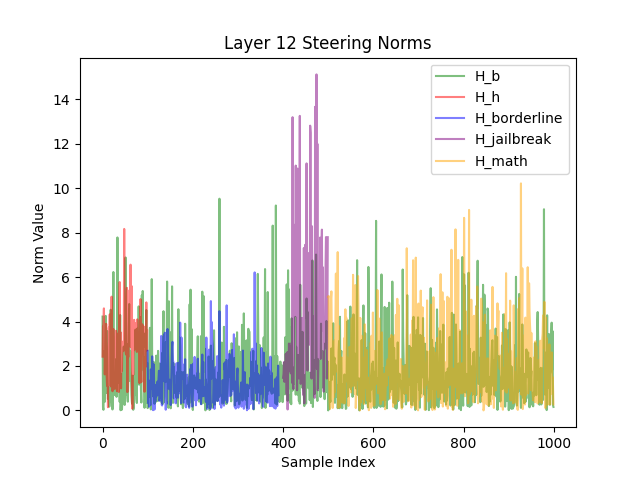 Layer 12 Steering Norms
H_b
H_h
H_borderline
H_jailbreak
H_math
Norm Value
14
12
10
8
6
4
2
0
0 200 400 600 800 1000
Sample Index